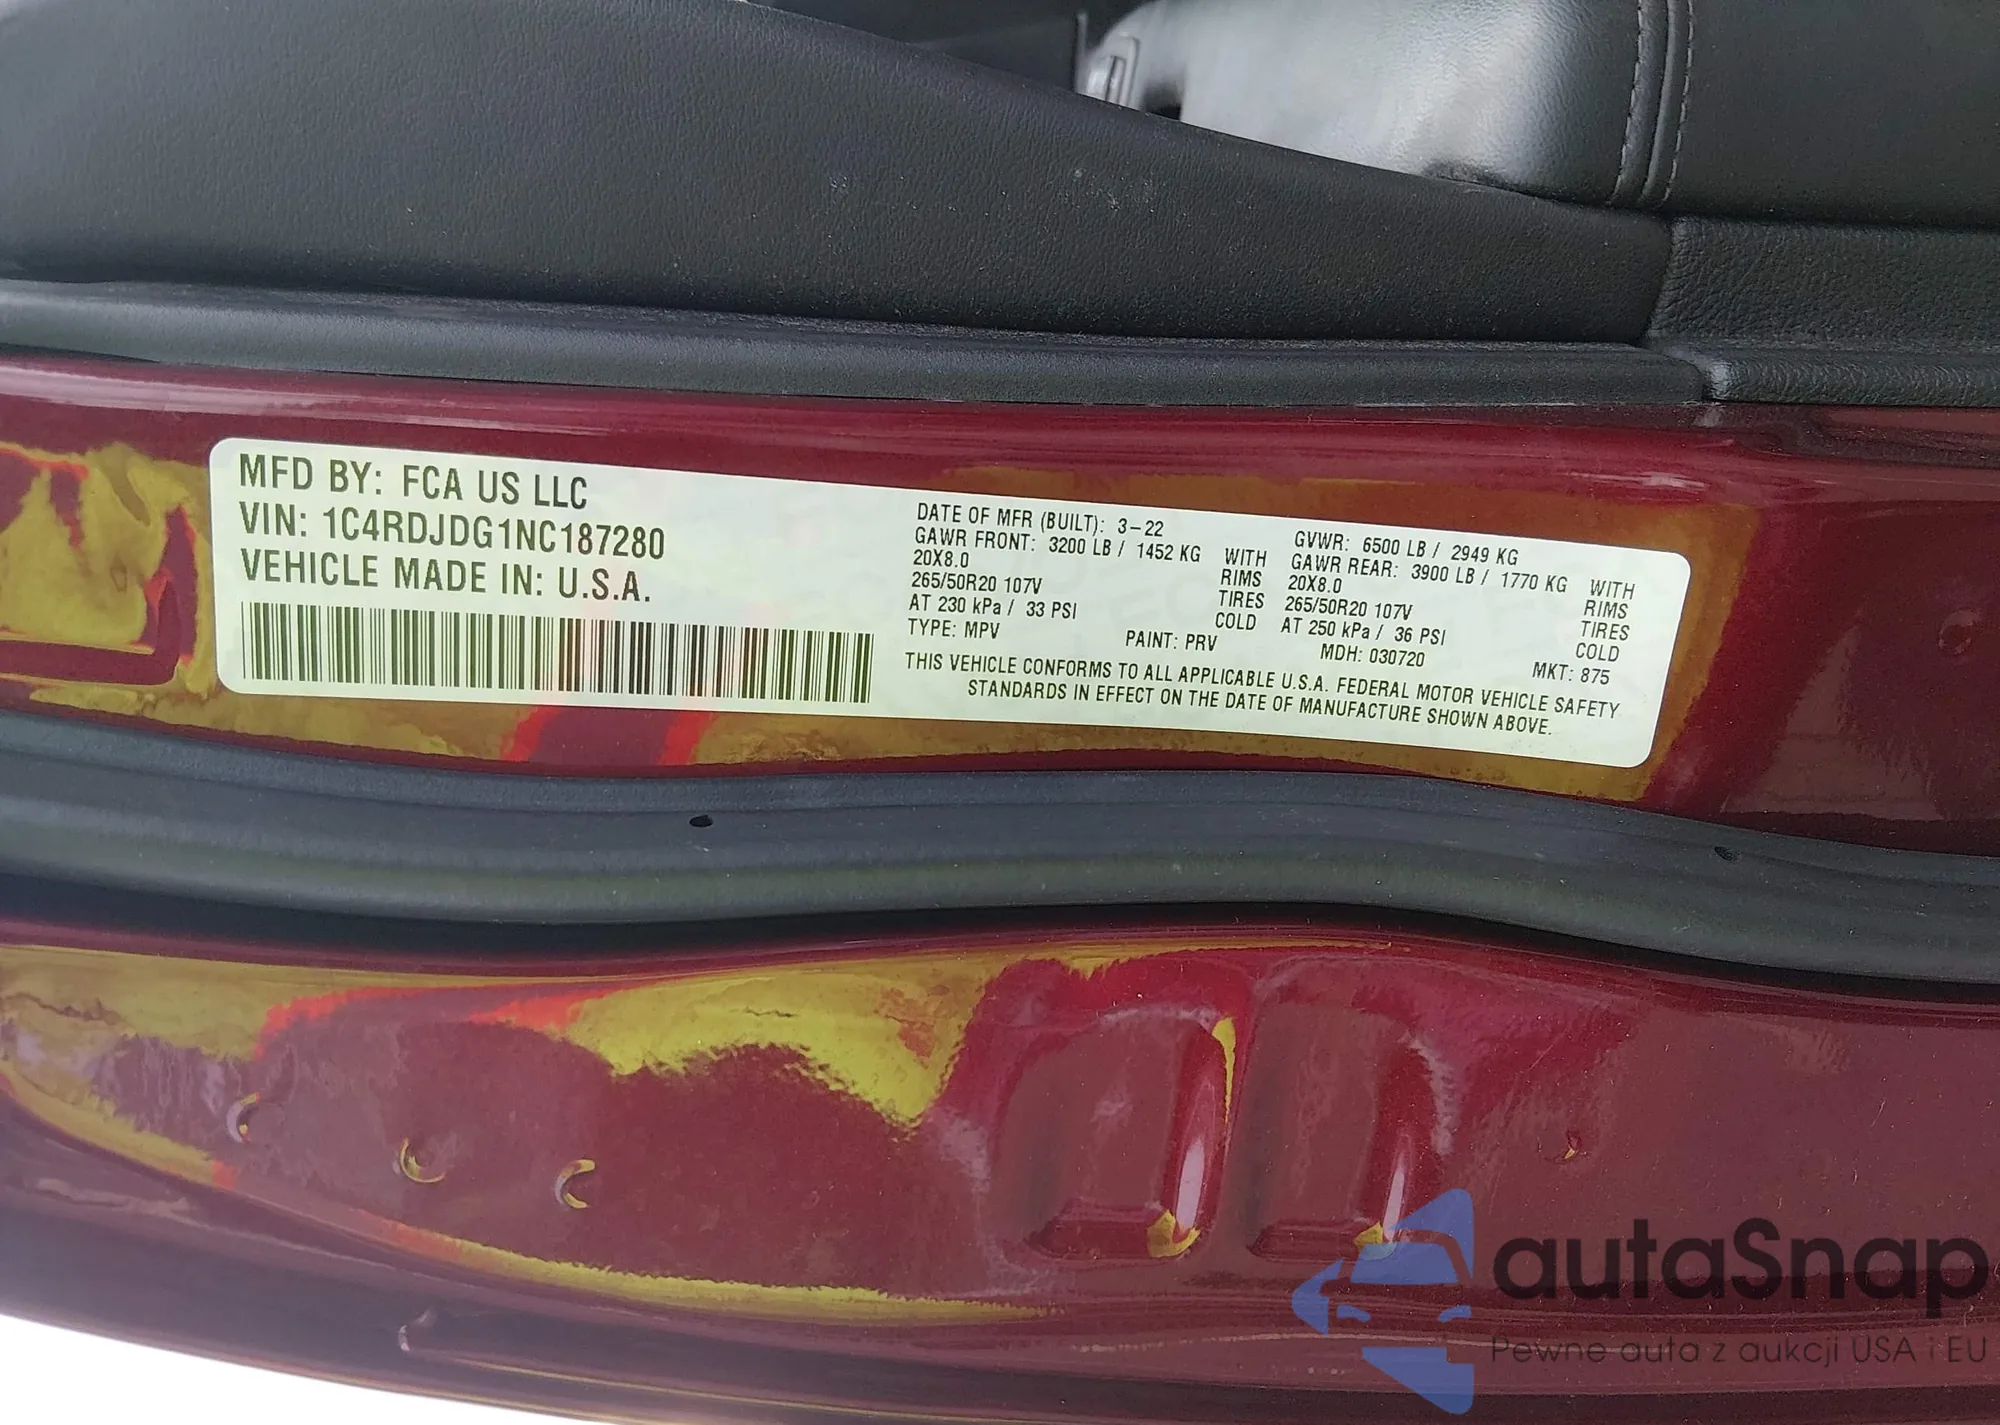 MFD BY: FCA US LLC
VIN: 1C4RDJDG1NC187280
VEHICLE MADE IN: U.S.A.
DATE OF MFR (BUILT): 3-22
GVWR: 6500 LB / 2949 KG
GAWR FRONT: 3200 LB / 1452 KG WITH
20X8.0 RIMS
265/50R20 107V TIRES
AT 230 kPa / 33 PSI COLD
GAWR REAR: 3900 LB / 1770 KG WITH
20X8.0 RIMS
265/50R20 107V TIRES
AT 250 kPa / 36 PSI COLD
TYPE: MPV PAINT: PRV MDH: 030720 MKT: 875
THIS VEHICLE CONFORMS TO ALL APPLICABLE U.S.A. FEDERAL MOTOR VEHICLE SAFETY
STANDARDS IN EFFECT ON THE DATE OF MANUFACTURE SHOWN ABOVE.
autaSnap
Pewne auta z aukcji USA i EU